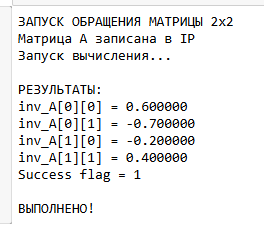 ЗАПУСК ОБРАЩЕНИЯ МАТРИЦЫ 2x2
Матрица A записана в IP
Запуск вычисления...

РЕЗУЛЬТАТЫ:
inv_A[0][0] = 0.600000
inv_A[0][1] = -0.700000
inv_A[1][0] = -0.200000
inv_A[1][1] = 0.400000
Success flag = 1

ВЫПОЛНЕНО!